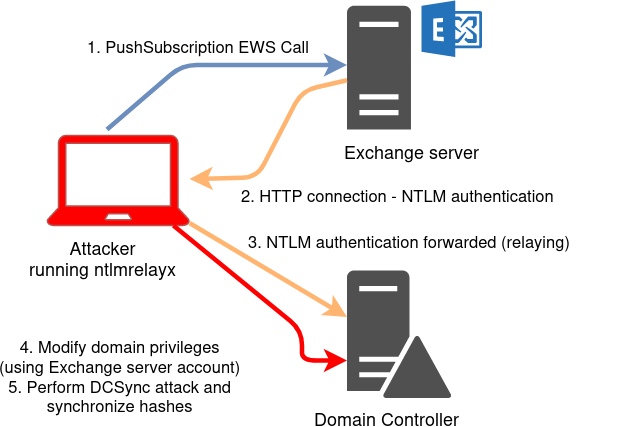 1. PushSubscription EWS Call
E
Exchange server
2. HTTP connection - NTLM authentication
3. NTLM authentication forwarded (relaying)
Attacker
running ntlmrelayx
4. Modify domain privileges
(using Exchange server account)
5. Perform DCSync attack and
synchronize hashes
Domain Controller